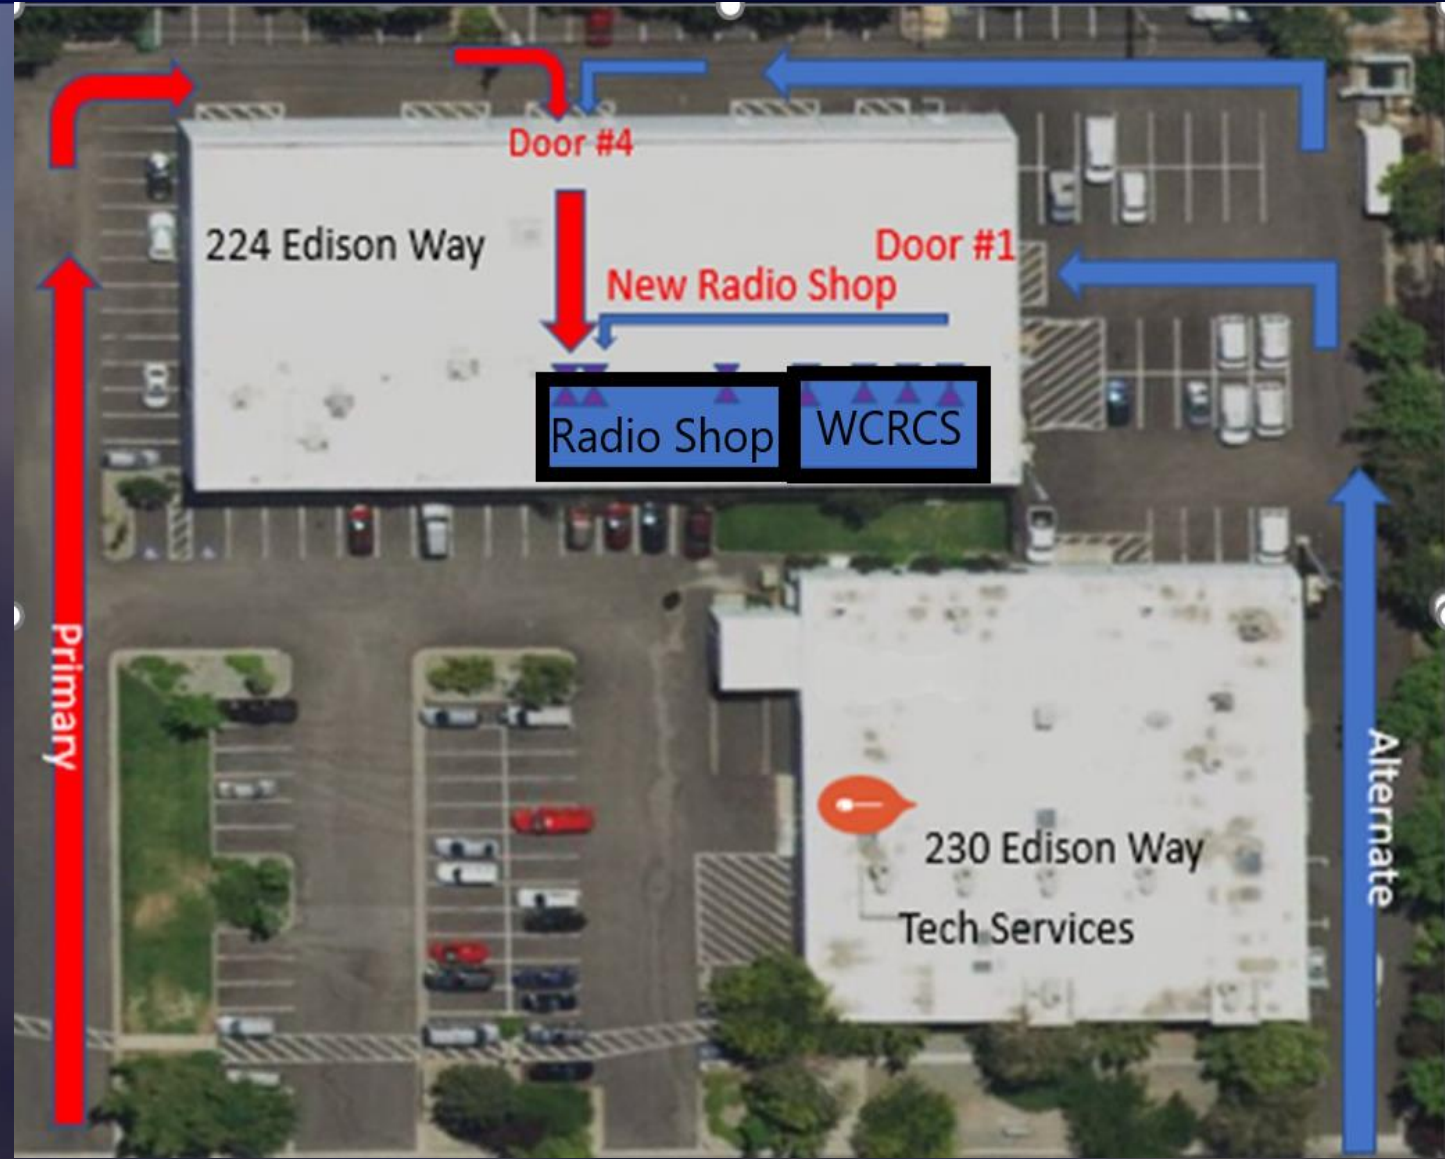 Door #4
224 Edison Way
Door #1
New Radio Shop
Radio Shop
WCRCS
Primary
Alternate
230 Edison Way
Tech Services